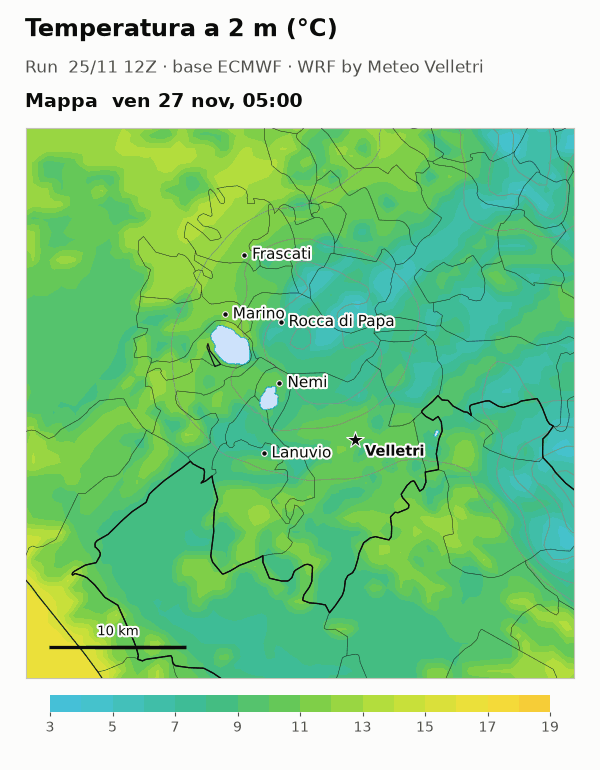 Temperatura a 2 m (°C)
Run  25/11 12Z · base ECMWF · WRF by Meteo Velletri
Mappa  ven 27 nov, 05:00
Frascati
Marino
Rocca di Papa
Nemi
Velletri
Lanuvio
10 km
3 5 7 9 11 13 15 17 19